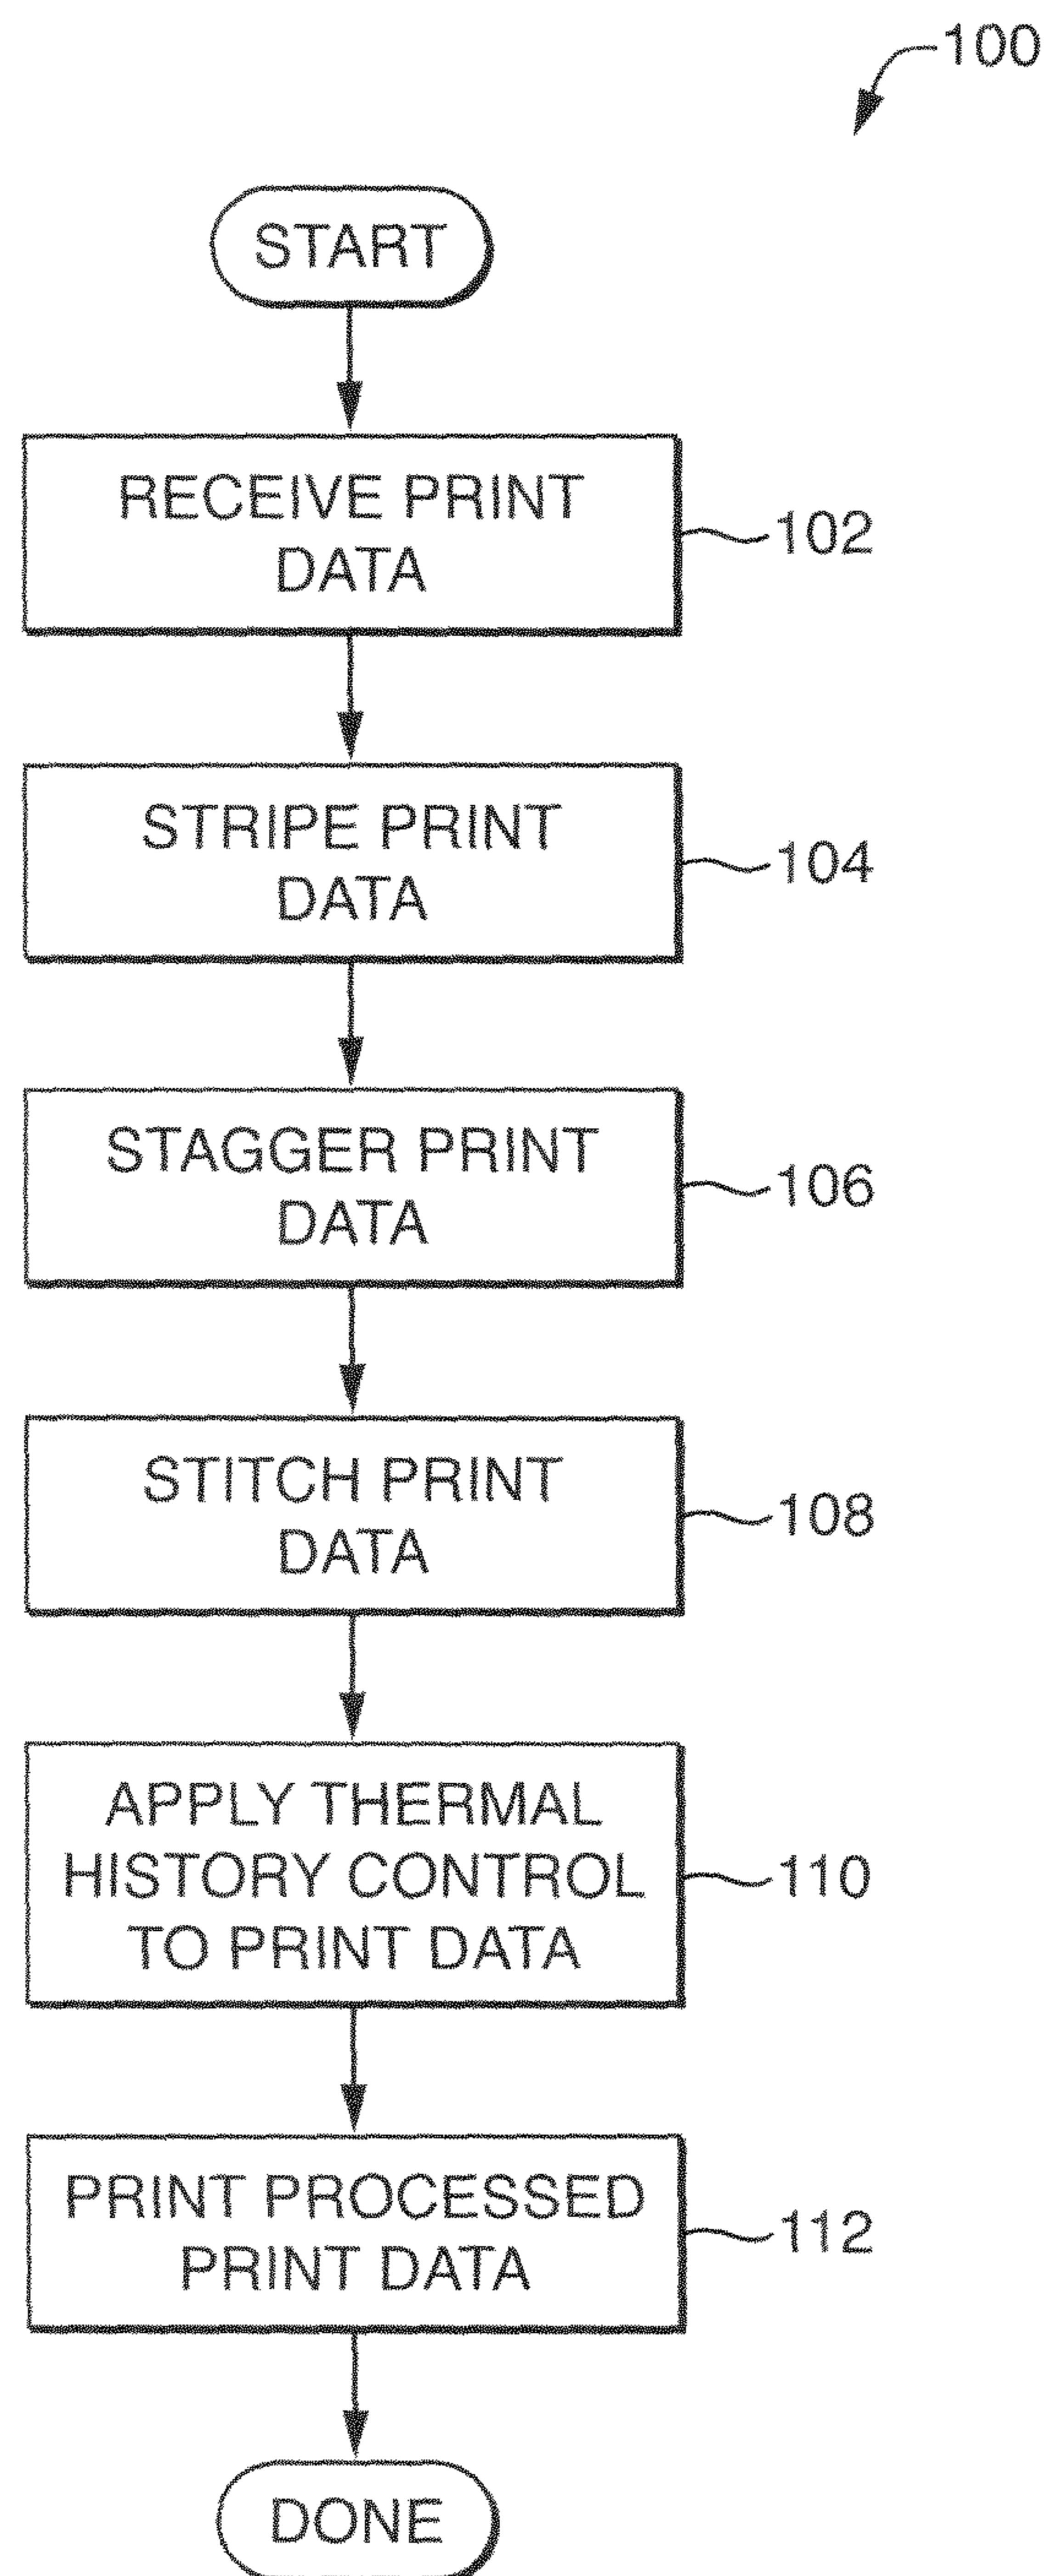 100
START
RECEIVE PRINT
DATA
102
STRIPE PRINT
DATA
104
STAGGER PRINT
DATA
106
STITCH PRINT
DATA
108
APPLY THERMAL
HISTORY CONTROL
TO PRINT DATA
110
PRINT PROCESSED
PRINT DATA
112
DONE